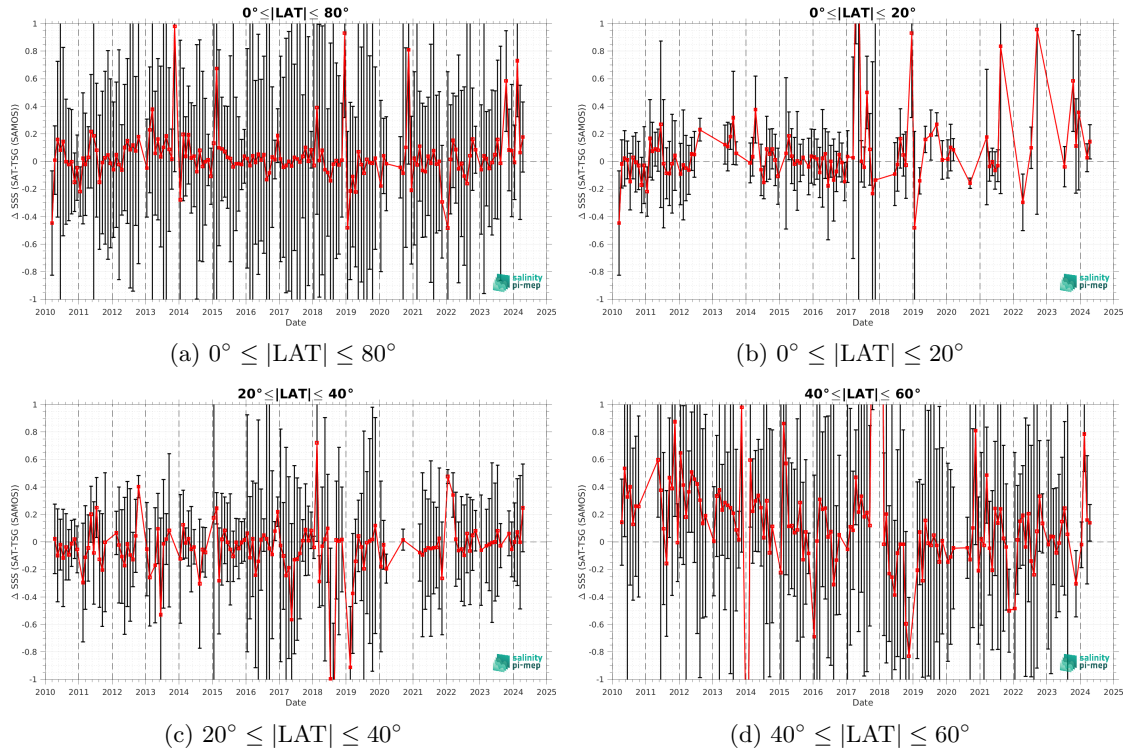 0°≤|LAT|≤ 80°
Δ SSS (SAT-TSG (SAMOS))
1
0.8
0.6
0.4
0.2
0
-0.2
-0.4
-0.6
-0.8
-1
salinity
pi-mep
2010 2011 2012 2013 2014 2015 2016 2017 2018 2019 2020 2021 2022 2023 2024 2025
Date
(a) 0° ≤ |LAT| ≤ 80°
0°≤|LAT|≤ 20°
Δ SSS (SAT-TSG (SAMOS))
1
0.8
0.6
0.4
0.2
0
-0.2
-0.4
-0.6
-0.8
-1
salinity
pi-mep
2010 2011 2012 2013 2014 2015 2016 2017 2018 2019 2020 2021 2022 2023 2024 2025
Date
(b) 0° ≤ |LAT| ≤ 20°
20°≤|LAT|≤ 40°
Δ SSS (SAT-TSG (SAMOS))
1
0.8
0.6
0.4
0.2
0
-0.2
-0.4
-0.6
-0.8
-1
salinity
pi-mep
2010 2011 2012 2013 2014 2015 2016 2017 2018 2019 2020 2021 2022 2023 2024 2025
Date
(c) 20° ≤ |LAT| ≤ 40°
40°≤|LAT|≤ 60°
Δ SSS (SAT-TSG (SAMOS))
1
0.8
0.6
0.4
0.2
0
-0.2
-0.4
-0.6
-0.8
-1
salinity
pi-mep
2010 2011 2012 2013 2014 2015 2016 2017 2018 2019 2020 2021 2022 2023 2024 2025
Date
(d) 40° ≤ |LAT| ≤ 60°